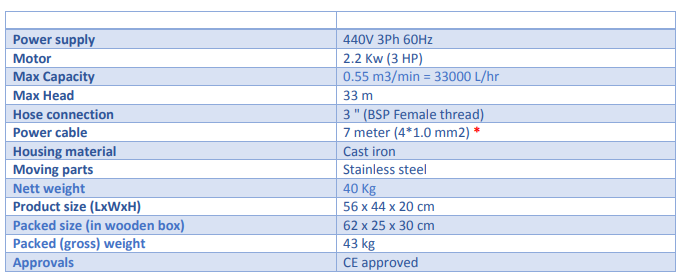 Power supply 440V 3Ph 60Hz
Motor 2.2 Kw (3 HP)
Max Capacity 0.55 m3/min = 33000 L/hr
Max Head 33 m
Hose connection 3 " (BSP Female thread)
Power cable 7 meter (4*1.0 mm2) *
Housing material Cast iron
Moving parts Stainless steel
Nett weight 40 Kg
Product size (LxWxH) 56 x 44 x 20 cm
Packed size (in wooden box) 62 x 25 x 30 cm
Packed (gross) weight 43 kg
Approvals CE approved